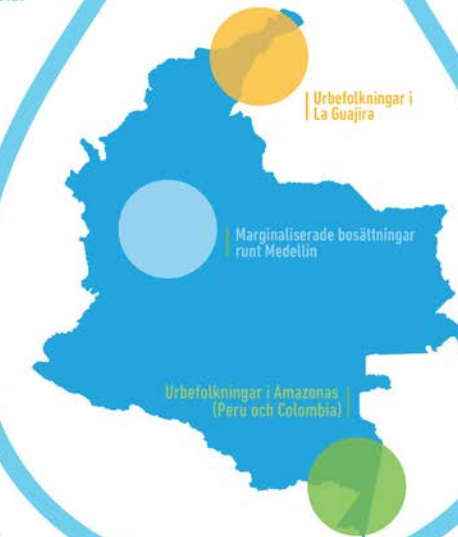 Urbefolkningar i
La Guajira
Marginaliserade bosättningar
runt Medellin
Urbefolkningar i Amazonas
(Peru och Colombia)